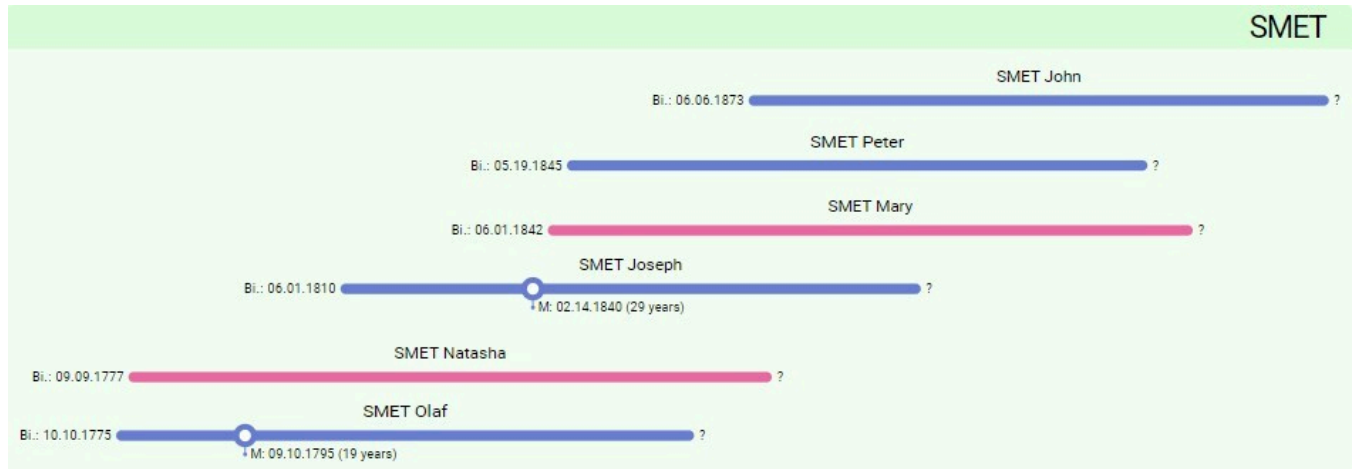 SMET
SMET John
Bi.: 06.06.1873 ?
SMET Peter
Bi.: 05.19.1845 ?
SMET Mary
Bi.: 06.01.1842 ?
SMET Joseph
Bi.: 06.01.1810 ?
M: 02.14.1840 (29 years)
SMET Natasha
Bi.: 09.09.1777 ?
SMET Olaf
Bi.: 10.10.1775 ?
M: 09.10.1795 (19 years)